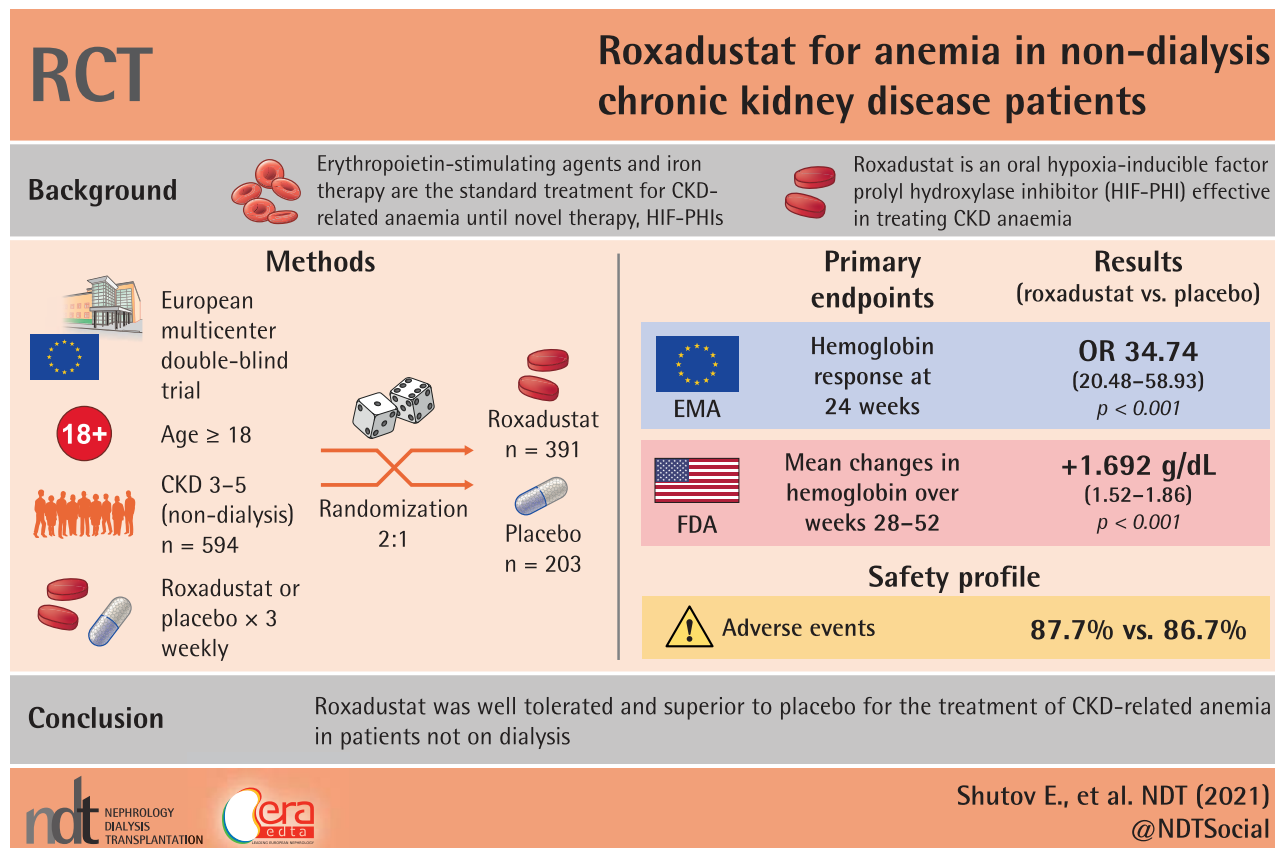 RCT
Roxadustat for anemia in non-dialysis
chronic kidney disease patients
Background
Erythropoietin-stimulating agents and iron
therapy are the standard treatment for CKD-
related anaemia until novel therapy, HIF-PHIs
Roxadustat is an oral hypoxia-inducible factor
prolyl hydroxylase inhibitor (HIF-PHI) effective
in treating CKD anaemia
Methods
European
multicenter
double-blind
trial
18+
Age ≥ 18
CKD 3–5
(non-dialysis)
n = 594
Roxadustat or
placebo × 3
weekly
Randomization
2:1
Roxadustat
n = 391
Placebo
n = 203
Primary
endpoints
Results
(roxadustat vs. placebo)
EMA
Hemoglobin
response at
24 weeks
OR 34.74
(20.48–58.93)
p < 0.001
FDA
Mean changes in
hemoglobin over
weeks 28–52
+1.692 g/dL
(1.52–1.86)
p < 0.001
Safety profile
!
Adverse events
87.7% vs. 86.7%
Conclusion
Roxadustat was well tolerated and superior to placebo for the treatment of CKD-related anemia
in patients not on dialysis
ndt
NEPHROLOGY
DIALYSIS
TRANSPLANTATION
era
edta
LEADING EUROPEAN NEPHROLOGY
Shutov E., et al. NDT (2021)
@NDTSocial